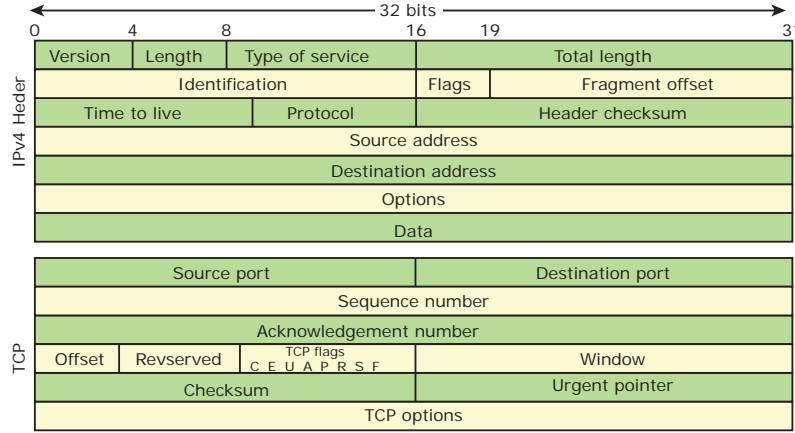 32 bits
0 4 8 16 19 31
IPv4 Heder
Version Length Type of service Total length
Identification Flags Fragment offset
Time to live Protocol Header checksum
Source address
Destination address
Options
Data
TCP
Source port Destination port
Sequence number
Acknowledgement number
Offset Revserved TCP flags Window
C E U A P R S F
Checksum Urgent pointer
TCP options